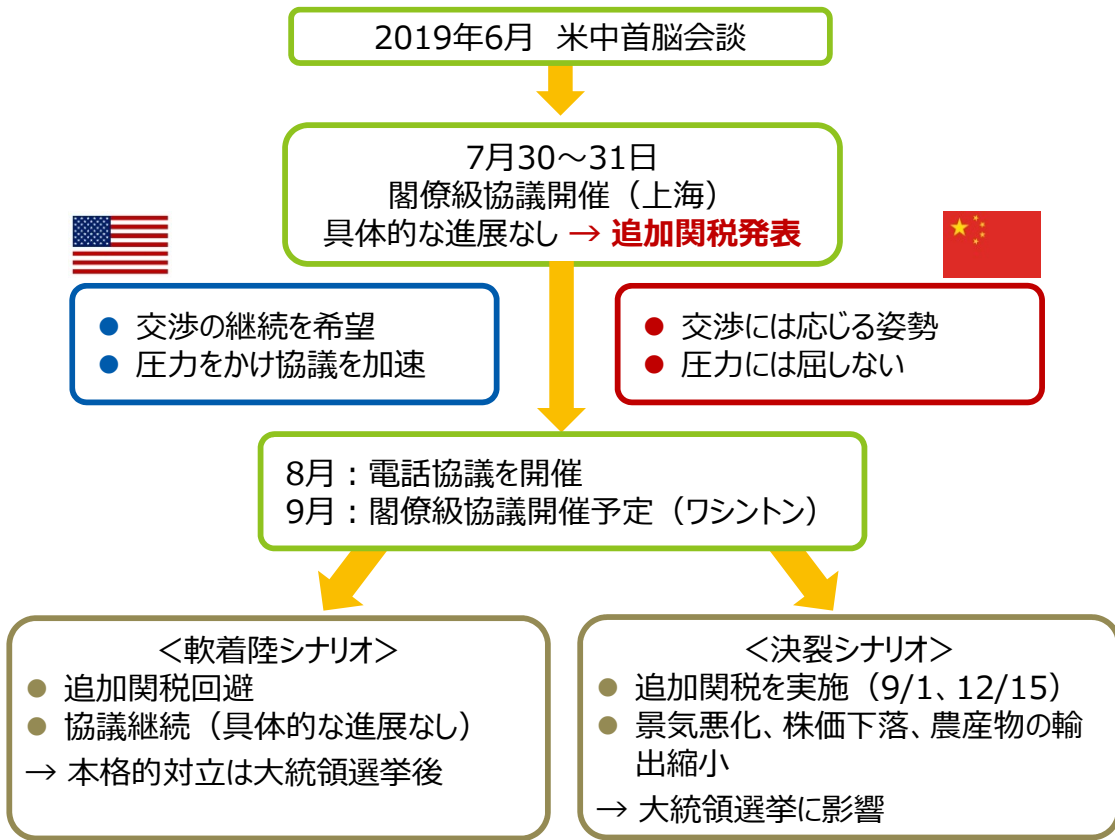 2019年6月 米中首脳会談
7月30～31日
閣僚級協議開催（上海）
具体的な進展なし → 追加関税発表
● 交渉の継続を希望
● 圧力をかけ協議を加速
● 交渉には応じる姿勢
● 圧力には屈しない
8月：電話協議を開催
9月：閣僚級協議開催予定（ワシントン）
＜軟着陸シナリオ＞
● 追加関税回避
● 協議継続（具体的な進展なし）
→ 本格的対立は大統領選挙後
＜決裂シナリオ＞
● 追加関税を実施（9/1、12/15）
● 景気悪化、株価下落、農産物の輸
出縮小
→ 大統領選挙に影響